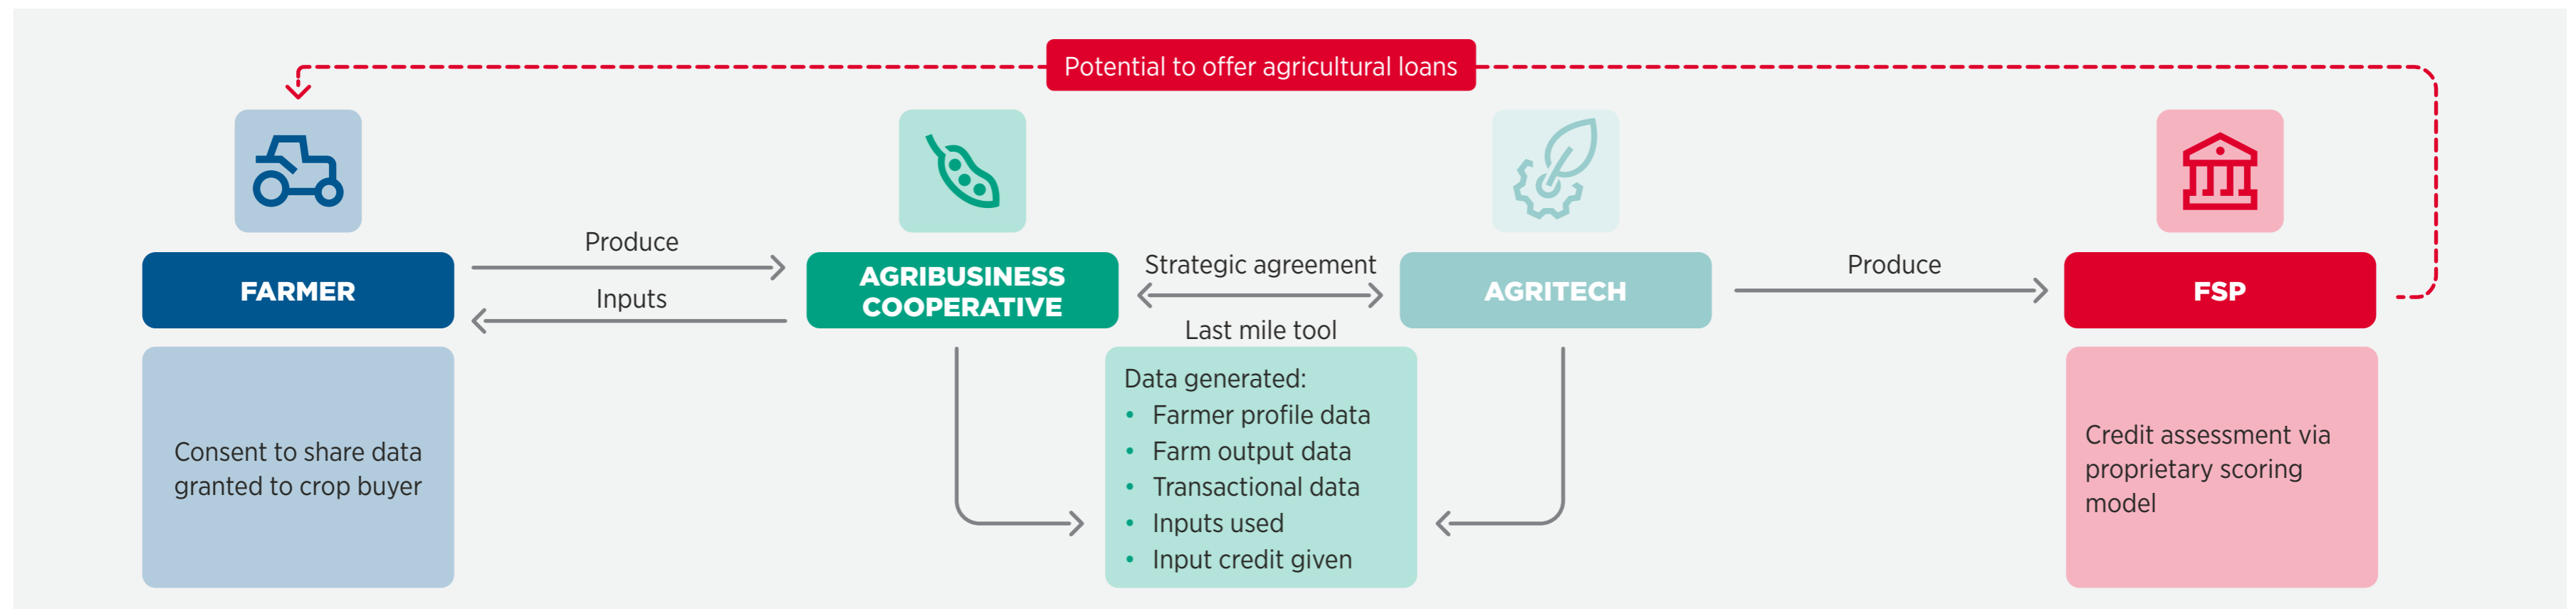 Potential to offer agricultural loans
FARMER
Produce
Inputs
AGRIBUSINESS
COOPERATIVE
Strategic agreement
Last mile tool
AGRITECH
Produce
FSP
Consent to share data
granted to crop buyer
Data generated:
• Farmer profile data
• Farm output data
• Transactional data
• Inputs used
• Input credit given
Credit assessment via
proprietary scoring
model